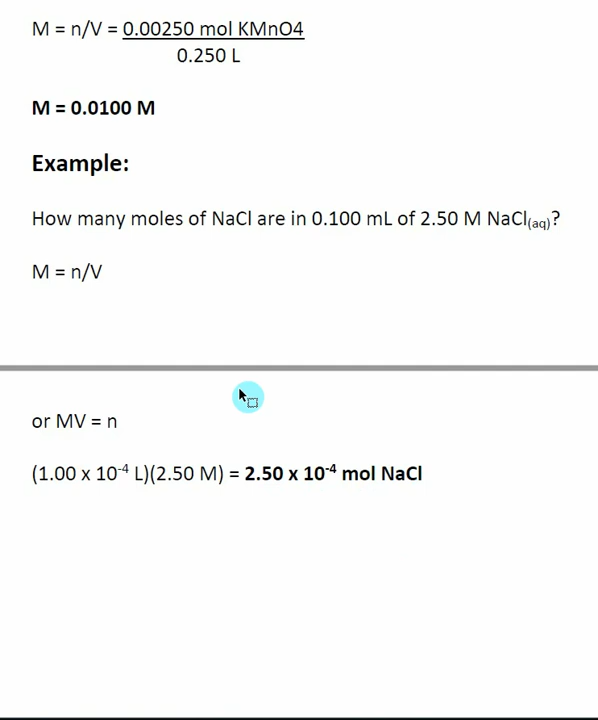 M = n/V = 0.00250 mol KMnO4
0.250 L
M = 0.0100 M
Example:
How many moles of NaCl are in 0.100 mL of 2.50 M NaCl(aq)?
M = n/V
or MV = n
(1.00 x 10⁻⁴ L)(2.50 M) = 2.50 x 10⁻⁴ mol NaCl